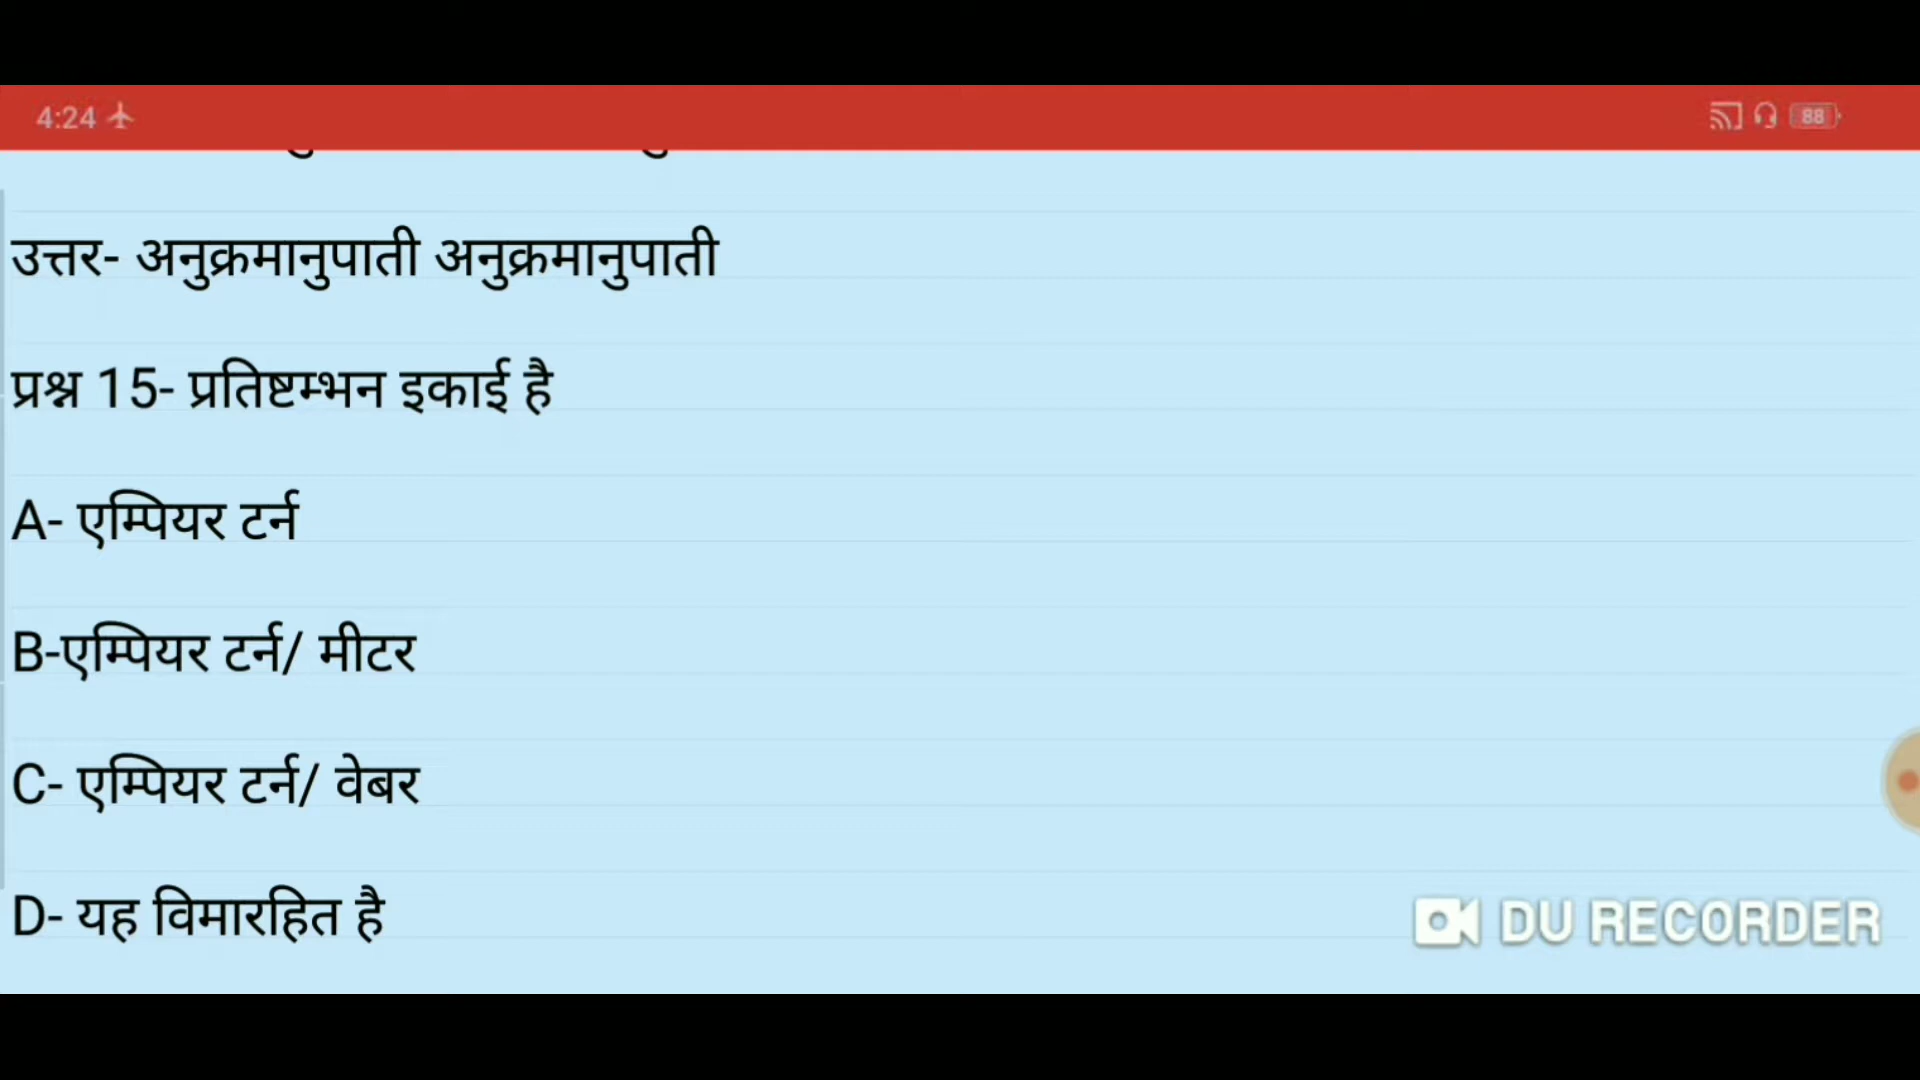 4:24
88
उत्तर- अनुक्रमानुपाती अनुक्रमानुपाती
प्रश्न 15- प्रतिष्टम्भन इकाई है
A- एम्पियर टर्न
B-एम्पियर टर्न/ मीटर
C- एम्पियर टर्न/ वेबर
D- यह विमारहित है
DU RECORDER